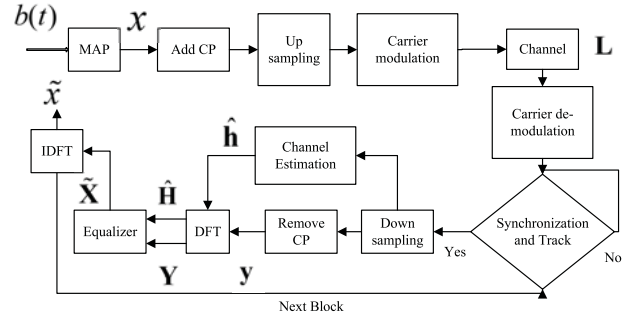 b(t)
MAP
x
Add CP
Up
sampling
Carrier
modulation
Channel
L
Carrier de-
modulation
Synchronization
and Track
No
Yes
Down
sampling
Channel
Estimation
ĥ
Remove
CP
y
DFT
Ĥ
Y
Equalizer
X̃
IDFT
x̃
Next Block